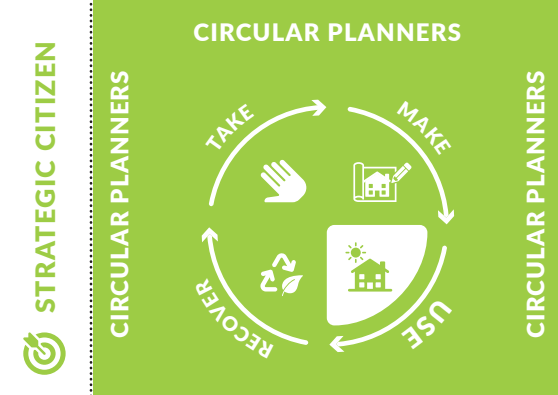 STRATEGIC CITIZEN
CIRCULAR PLANNERS
CIRCULAR PLANNERS
CIRCULAR PLANNERS
TAKE
MAKE
USE
RECOVER